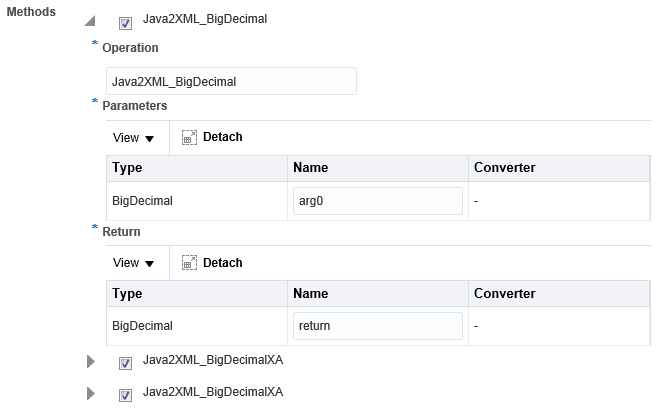 Methods
Java2XML_BigDecimal
* Operation
Java2XML_BigDecimal
* Parameters
View Detach
Type Name Converter
BigDecimal arg0 -
* Return
View Detach
Type Name Converter
BigDecimal return -
Java2XML_BigDecimalXA
Java2XML_BigDecimalXA